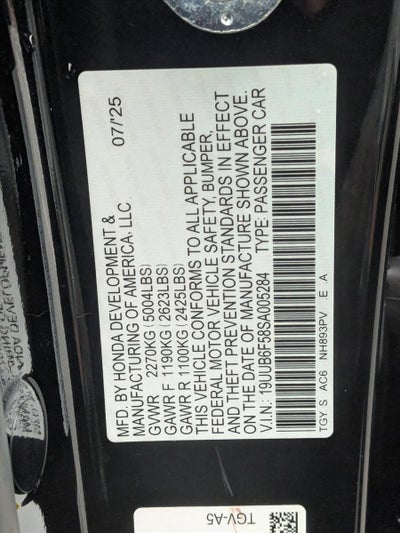 MFD. BY HONDA DEVELOPMENT & 07/'25
MANUFACTURING OF AMERICA, LLC.
GVWR 2270KG (5004LBS)
GAWR F 1190KG (2623LBS)
GAWR R 1100KG (2425LBS)
THIS VEHICLE CONFORMS TO ALL APPLICABLE
FEDERAL MOTOR VEHICLE SAFETY, BUMPER,
AND THEFT PREVENTION STANDARDS IN EFFECT
ON THE DATE OF MANUFACTURE SHOWN ABOVE.
V.I.N.: 19UUB6F58SA005284 TYPE: PASSENGER CAR
TGY S AC6 NH893PV E A
TGV-A5